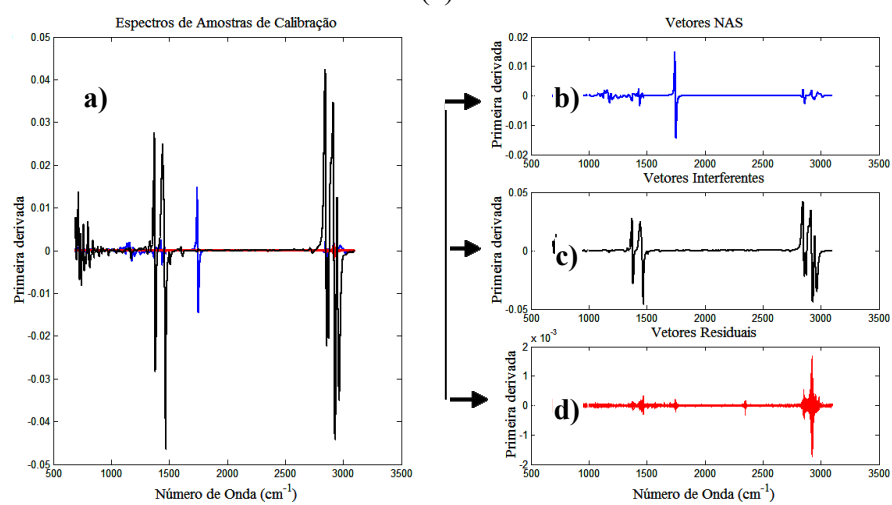 Espectros de Amostras de Calibração
0.05
0.04
0.03
0.02
0.01
0
-0.01
-0.02
-0.03
-0.04
-0.05
Primeira derivada
a)
500 1000 1500 2000 2500 3000 3500
Número de Onda (cm-1)
Vetores NAS
0.02
0.01
0
-0.01
-0.02
Primeira derivada
b)
500 1000 1500 2000 2500 3000 3500
Vetores Interferentes
0.05
0
-0.05
Primeira derivada
c)
500 1000 1500 2000 2500 3000 3500
Vetores Residuais
x 10-3
2
1
0
-1
-2
Primeira derivada
d)
500 1000 1500 2000 2500 3000 3500
Número de Onda (cm-1)